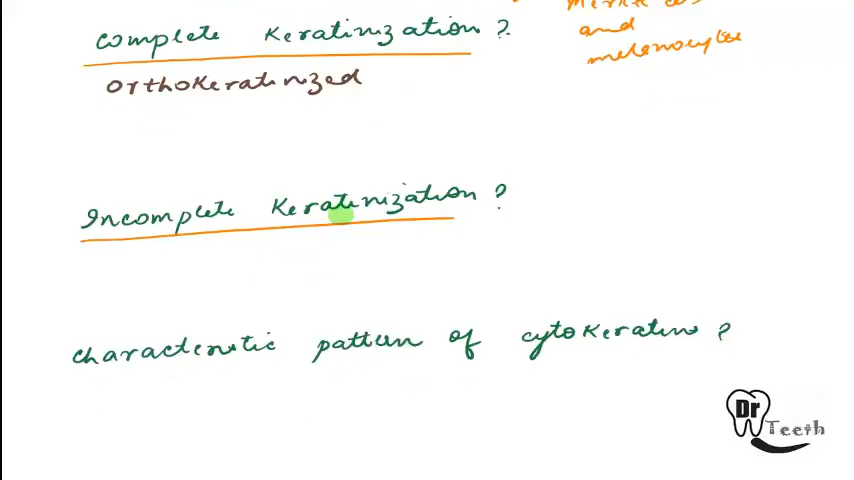 complete Keratinization ?
and
melanocytes
OrthoKeratinized
Incomplete Keratinization ?
characteristic pattern of cytoKeratins ?
Dr
Teeth